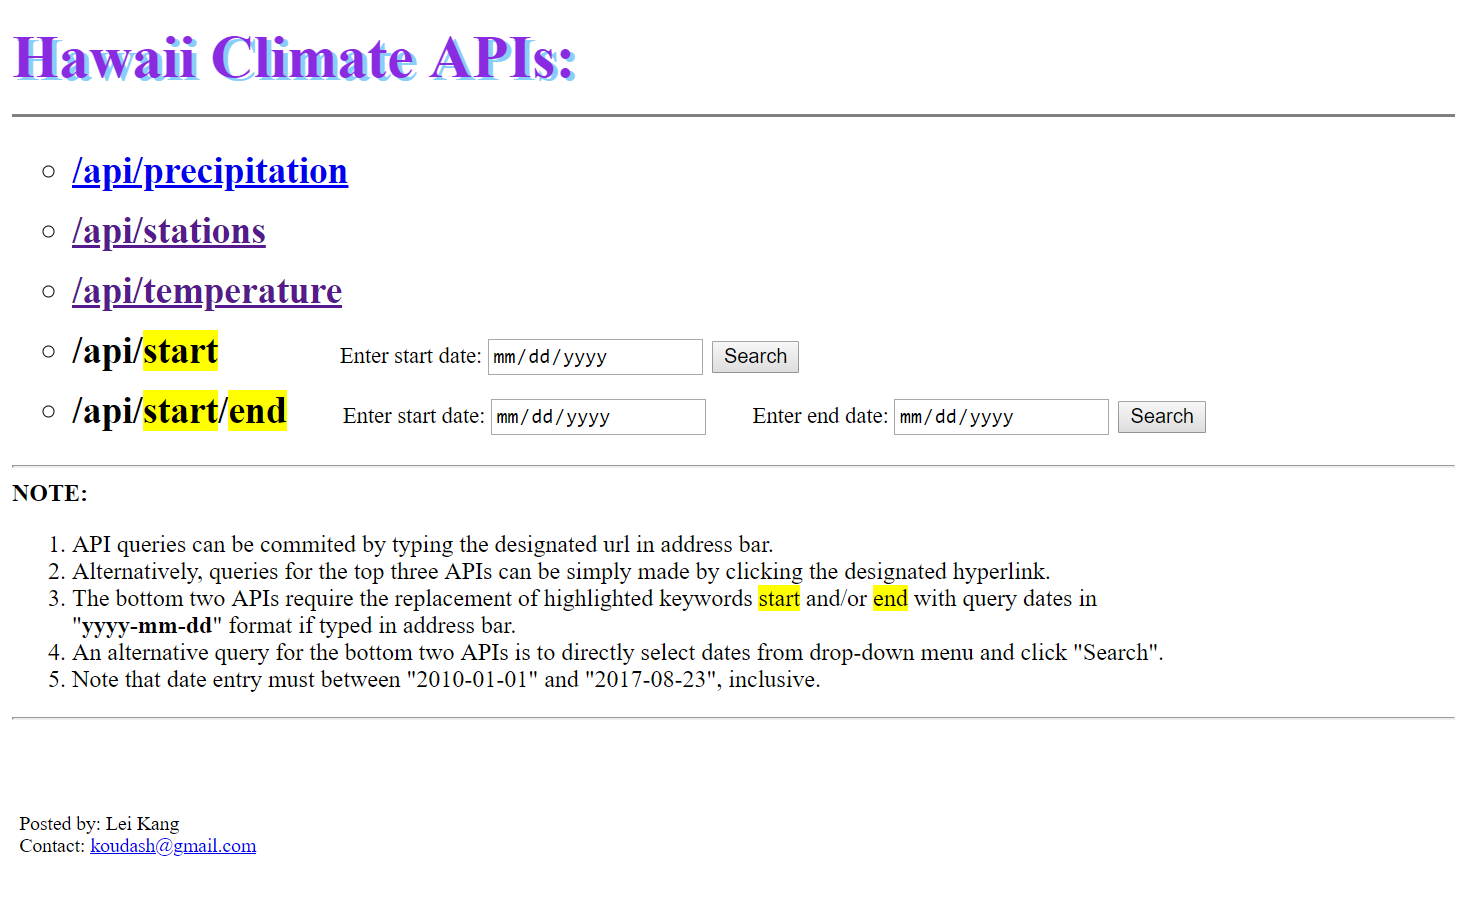 Hawaii Climate APIs:
/api/precipitation
/api/stations
/api/temperature
/api/start Enter start date: mm/dd/yyyy Search
/api/start/end Enter start date: mm/dd/yyyy Enter end date: mm/dd/yyyy Search
NOTE:
1. API queries can be commited by typing the designated url in address bar.
2. Alternatively, queries for the top three APIs can be simply made by clicking the designated hyperlink.
3. The bottom two APIs require the replacement of highlighted keywords start and/or end with query dates in
"yyyy-mm-dd" format if typed in address bar.
4. An alternative query for the bottom two APIs is to directly select dates from drop-down menu and click "Search".
5. Note that date entry must between "2010-01-01" and "2017-08-23", inclusive.
Posted by: Lei Kang
Contact: koudash@gmail.com